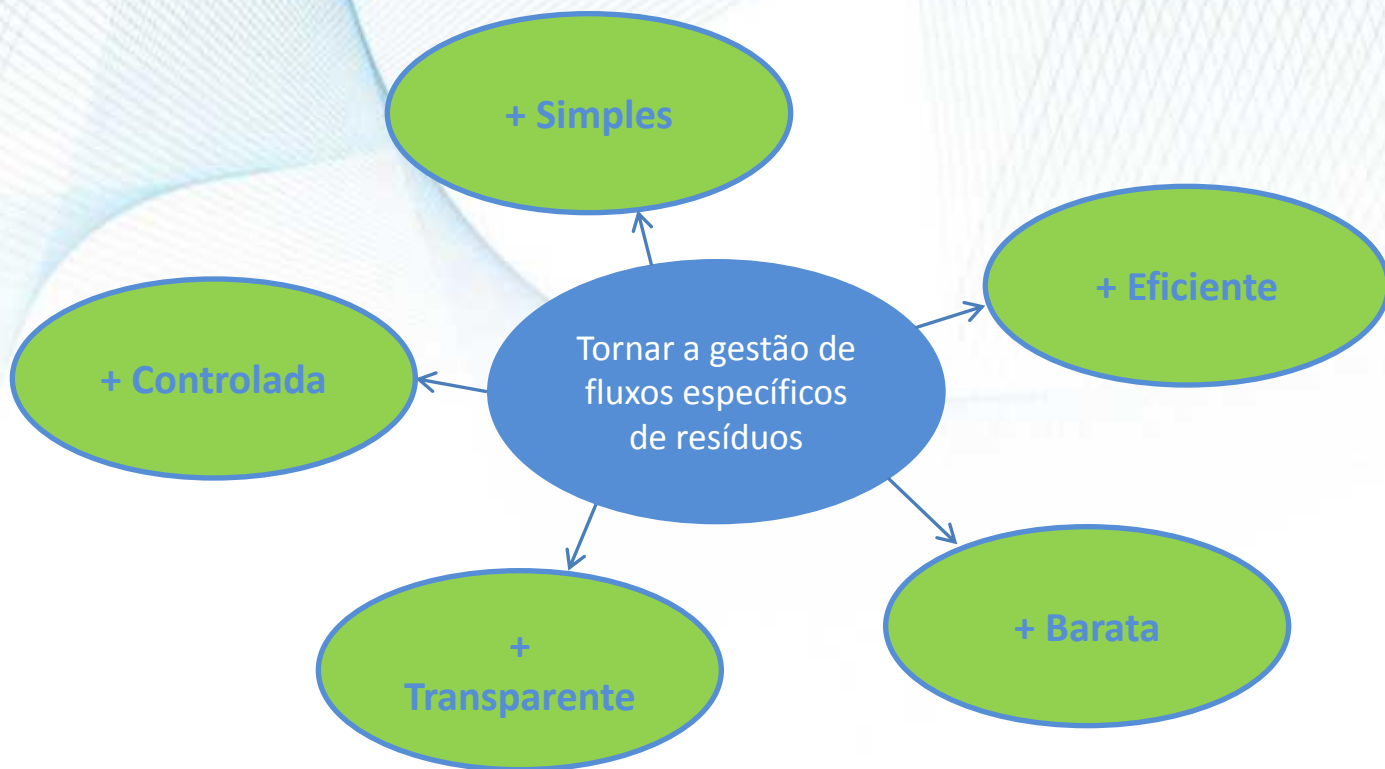 + Simples
+ Eficiente
Tornar a gestão de
fluxos específicos
de resíduos
+ Controlada
+ Barata
+
Transparente